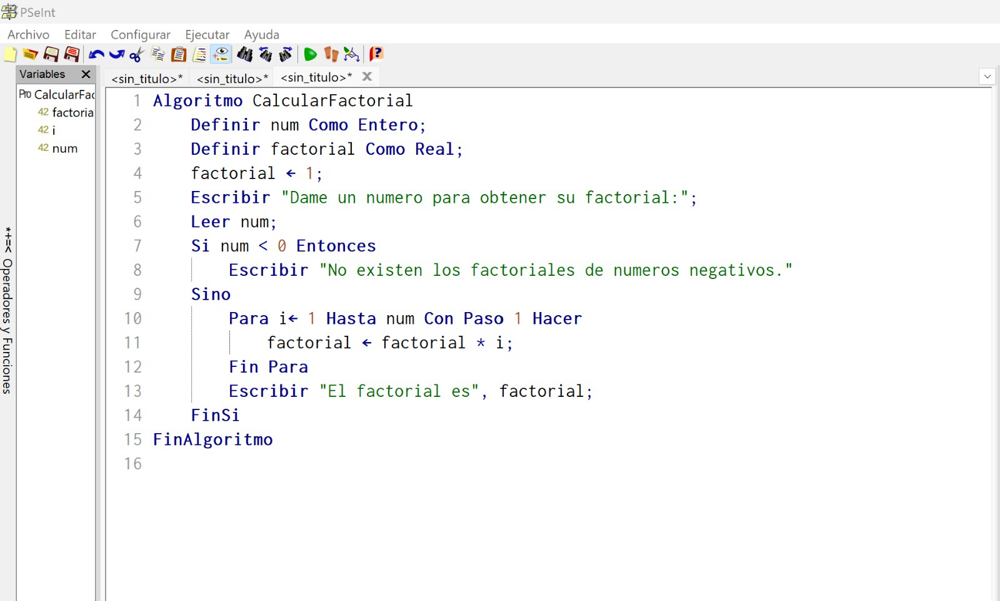 PSeInt
Archivo Editar Configurar Ejecutar Ayuda
Variables
<sin_titulo>* <sin_titulo>* <sin_titulo>*
Pro CalcularFac
42 factoria
42 i
42 num
*+=< Operadores y Funciones
1 Algoritmo CalcularFactorial
2 Definir num Como Entero;
3 Definir factorial Como Real;
4 factorial ← 1;
5 Escribir "Dame un numero para obtener su factorial:";
6 Leer num;
7 Si num < 0 Entonces
8 Escribir "No existen los factoriales de numeros negativos."
9 Sino
10 Para i← 1 Hasta num Con Paso 1 Hacer
11 factorial ← factorial * i;
12 Fin Para
13 Escribir "El factorial es", factorial;
14 FinSi
15 FinAlgoritmo
16